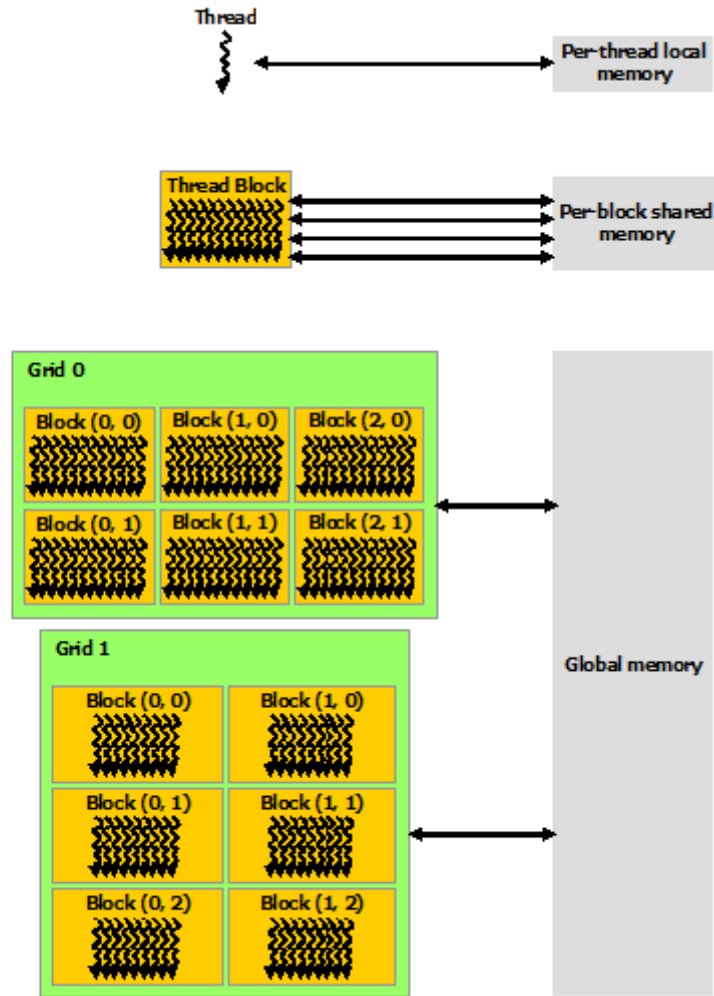 Thread
Per-thread local
memory
Thread Block
Per-block shared
memory
Grid 0
Block (0, 0)
Block (1, 0)
Block (2, 0)
Block (0, 1)
Block (1, 1)
Block (2, 1)
Grid 1
Block (0, 0)
Block (1, 0)
Block (0, 1)
Block (1, 1)
Block (0, 2)
Block (1, 2)
Global memory